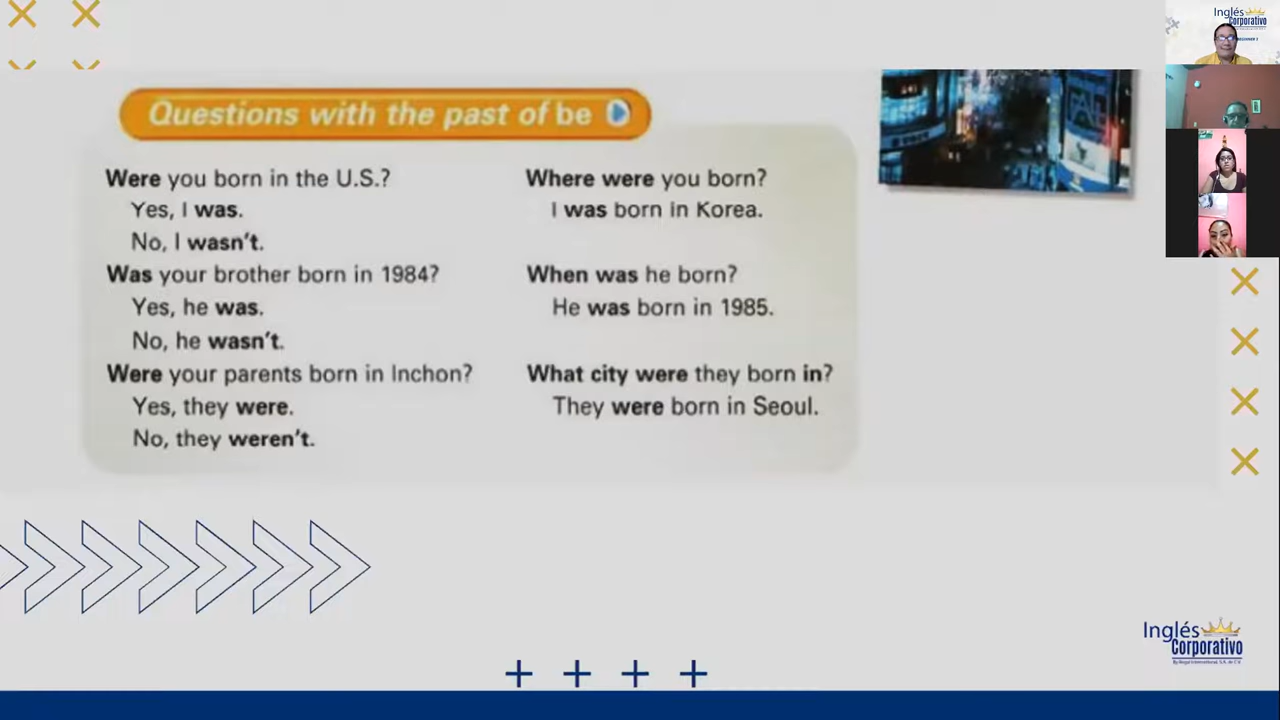 Questions with the past of be
Were you born in the U.S.?
Yes, I was.
No, I wasn't.
Was your brother born in 1984?
Yes, he was.
No, he wasn't.
Were your parents born in Inchon?
Yes, they were.
No, they weren't.
Where were you born?
I was born in Korea.
When was he born?
He was born in 1985.
What city were they born in?
They were born in Seoul.
Inglés
Corporativo
Inglés
Corporativo